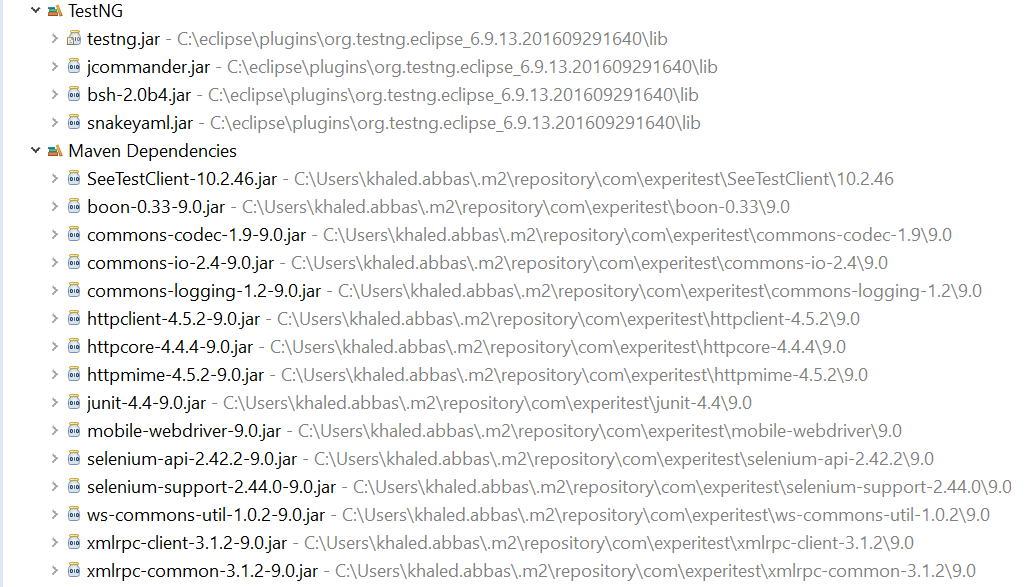 TestNG
testng.jar - C:\eclipse\plugins\org.testng.eclipse_6.9.13.201609291640\lib
jcommander.jar - C:\eclipse\plugins\org.testng.eclipse_6.9.13.201609291640\lib
bsh-2.0b4.jar - C:\eclipse\plugins\org.testng.eclipse_6.9.13.201609291640\lib
snakeyaml.jar - C:\eclipse\plugins\org.testng.eclipse_6.9.13.201609291640\lib
Maven Dependencies
SeeTestClient-10.2.46.jar - C:\Users\khaled.abbas\.m2\repository\com\experitest\SeeTestClient\10.2.46
boon-0.33-9.0.jar - C:\Users\khaled.abbas\.m2\repository\com\experitest\boon-0.33\9.0
commons-codec-1.9-9.0.jar - C:\Users\khaled.abbas\.m2\repository\com\experitest\commons-codec-1.9\9.0
commons-io-2.4-9.0.jar - C:\Users\khaled.abbas\.m2\repository\com\experitest\commons-io-2.4\9.0
commons-logging-1.2-9.0.jar - C:\Users\khaled.abbas\.m2\repository\com\experitest\commons-logging-1.2\9.0
httpclient-4.5.2-9.0.jar - C:\Users\khaled.abbas\.m2\repository\com\experitest\httpclient-4.5.2\9.0
httpcore-4.4.4-9.0.jar - C:\Users\khaled.abbas\.m2\repository\com\experitest\httpcore-4.4.4\9.0
httpmime-4.5.2-9.0.jar - C:\Users\khaled.abbas\.m2\repository\com\experitest\httpmime-4.5.2\9.0
junit-4.4-9.0.jar - C:\Users\khaled.abbas\.m2\repository\com\experitest\junit-4.4\9.0
mobile-webdriver-9.0.jar - C:\Users\khaled.abbas\.m2\repository\com\experitest\mobile-webdriver\9.0
selenium-api-2.42.2-9.0.jar - C:\Users\khaled.abbas\.m2\repository\com\experitest\selenium-api-2.42.2\9.0
selenium-support-2.44.0-9.0.jar - C:\Users\khaled.abbas\.m2\repository\com\experitest\selenium-support-2.44.0\9.0
ws-commons-util-1.0.2-9.0.jar - C:\Users\khaled.abbas\.m2\repository\com\experitest\ws-commons-util-1.0.2\9.0
xmlrpc-client-3.1.2-9.0.jar - C:\Users\khaled.abbas\.m2\repository\com\experitest\xmlrpc-client-3.1.2\9.0
xmlrpc-common-3.1.2-9.0.jar - C:\Users\khaled.abbas\.m2\repository\com\experitest\xmlrpc-common-3.1.2\9.0